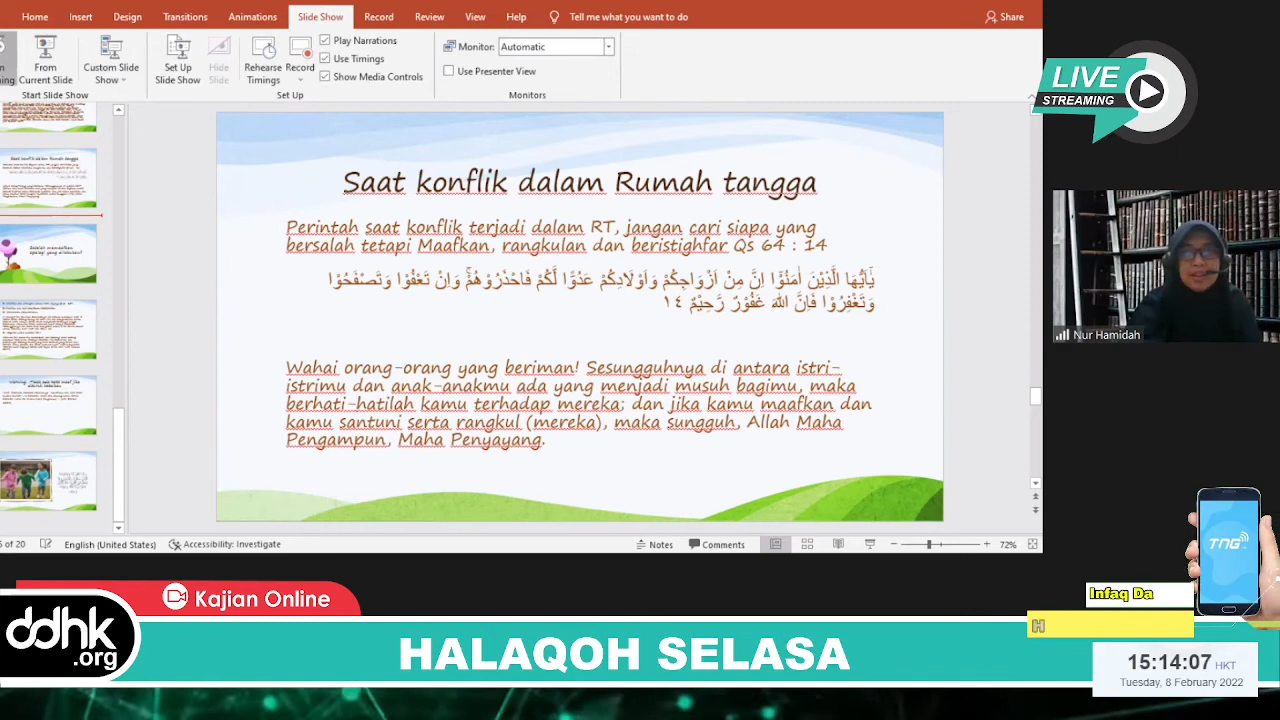 Home Insert Design Transitions Animations Slide Show Record Review View Help Tell me what you want to do Share
From
Current Slide
Custom Slide
Show
Set Up
Slide Show
Hide
Slide
Rehearse
Timings
Record
Play Narrations
Use Timings
Show Media Controls
Monitor: Automatic
Use Presenter View
Start Slide Show
Set Up
Monitors
LIVE
STREAMING
Saat konflik dalam Rumah tangga
Perintah saat konflik terjadi dalam RT, jangan cari siapa yang
bersalah tetapi Maafkan, rangkulan dan beristighfar Qs 64 : 14
يٰٓاَيُّهَا الَّذِيْنَ اٰمَنُوْٓا اِنَّ مِنْ اَزْوَاجِكُمْ وَاَوْلَادِكُمْ عَدُوًّا لَّكُمْ فَاحْذَرُوْهُمْۚ وَاِنْ تَعْفُوْا وَتَصْفَحُوْا
وَتَغْفِرُوْا فَاِنَّ اللّٰهَ غَفُوْرٌ رَّحِيْمٌ ١٤
Wahai orang-orang yang beriman! Sesungguhnya di antara istri-
istrimu dan anak-anakmu ada yang menjadi musuh bagimu, maka
berhati-hatilah kamu terhadap mereka; dan jika kamu maafkan dan
kamu santuni serta rangkul (mereka), maka sungguh, Allah Maha
Pengampun, Maha Penyayang.
Nur Hamidah
of 20 English (United States) Accessibility: Investigate Notes Comments 72%
TNG
Kajian Online
Infaq Da
H
ddhk
.org
HALAQOH SELASA
15:14:07 HKT
Tuesday, 8 February 2022